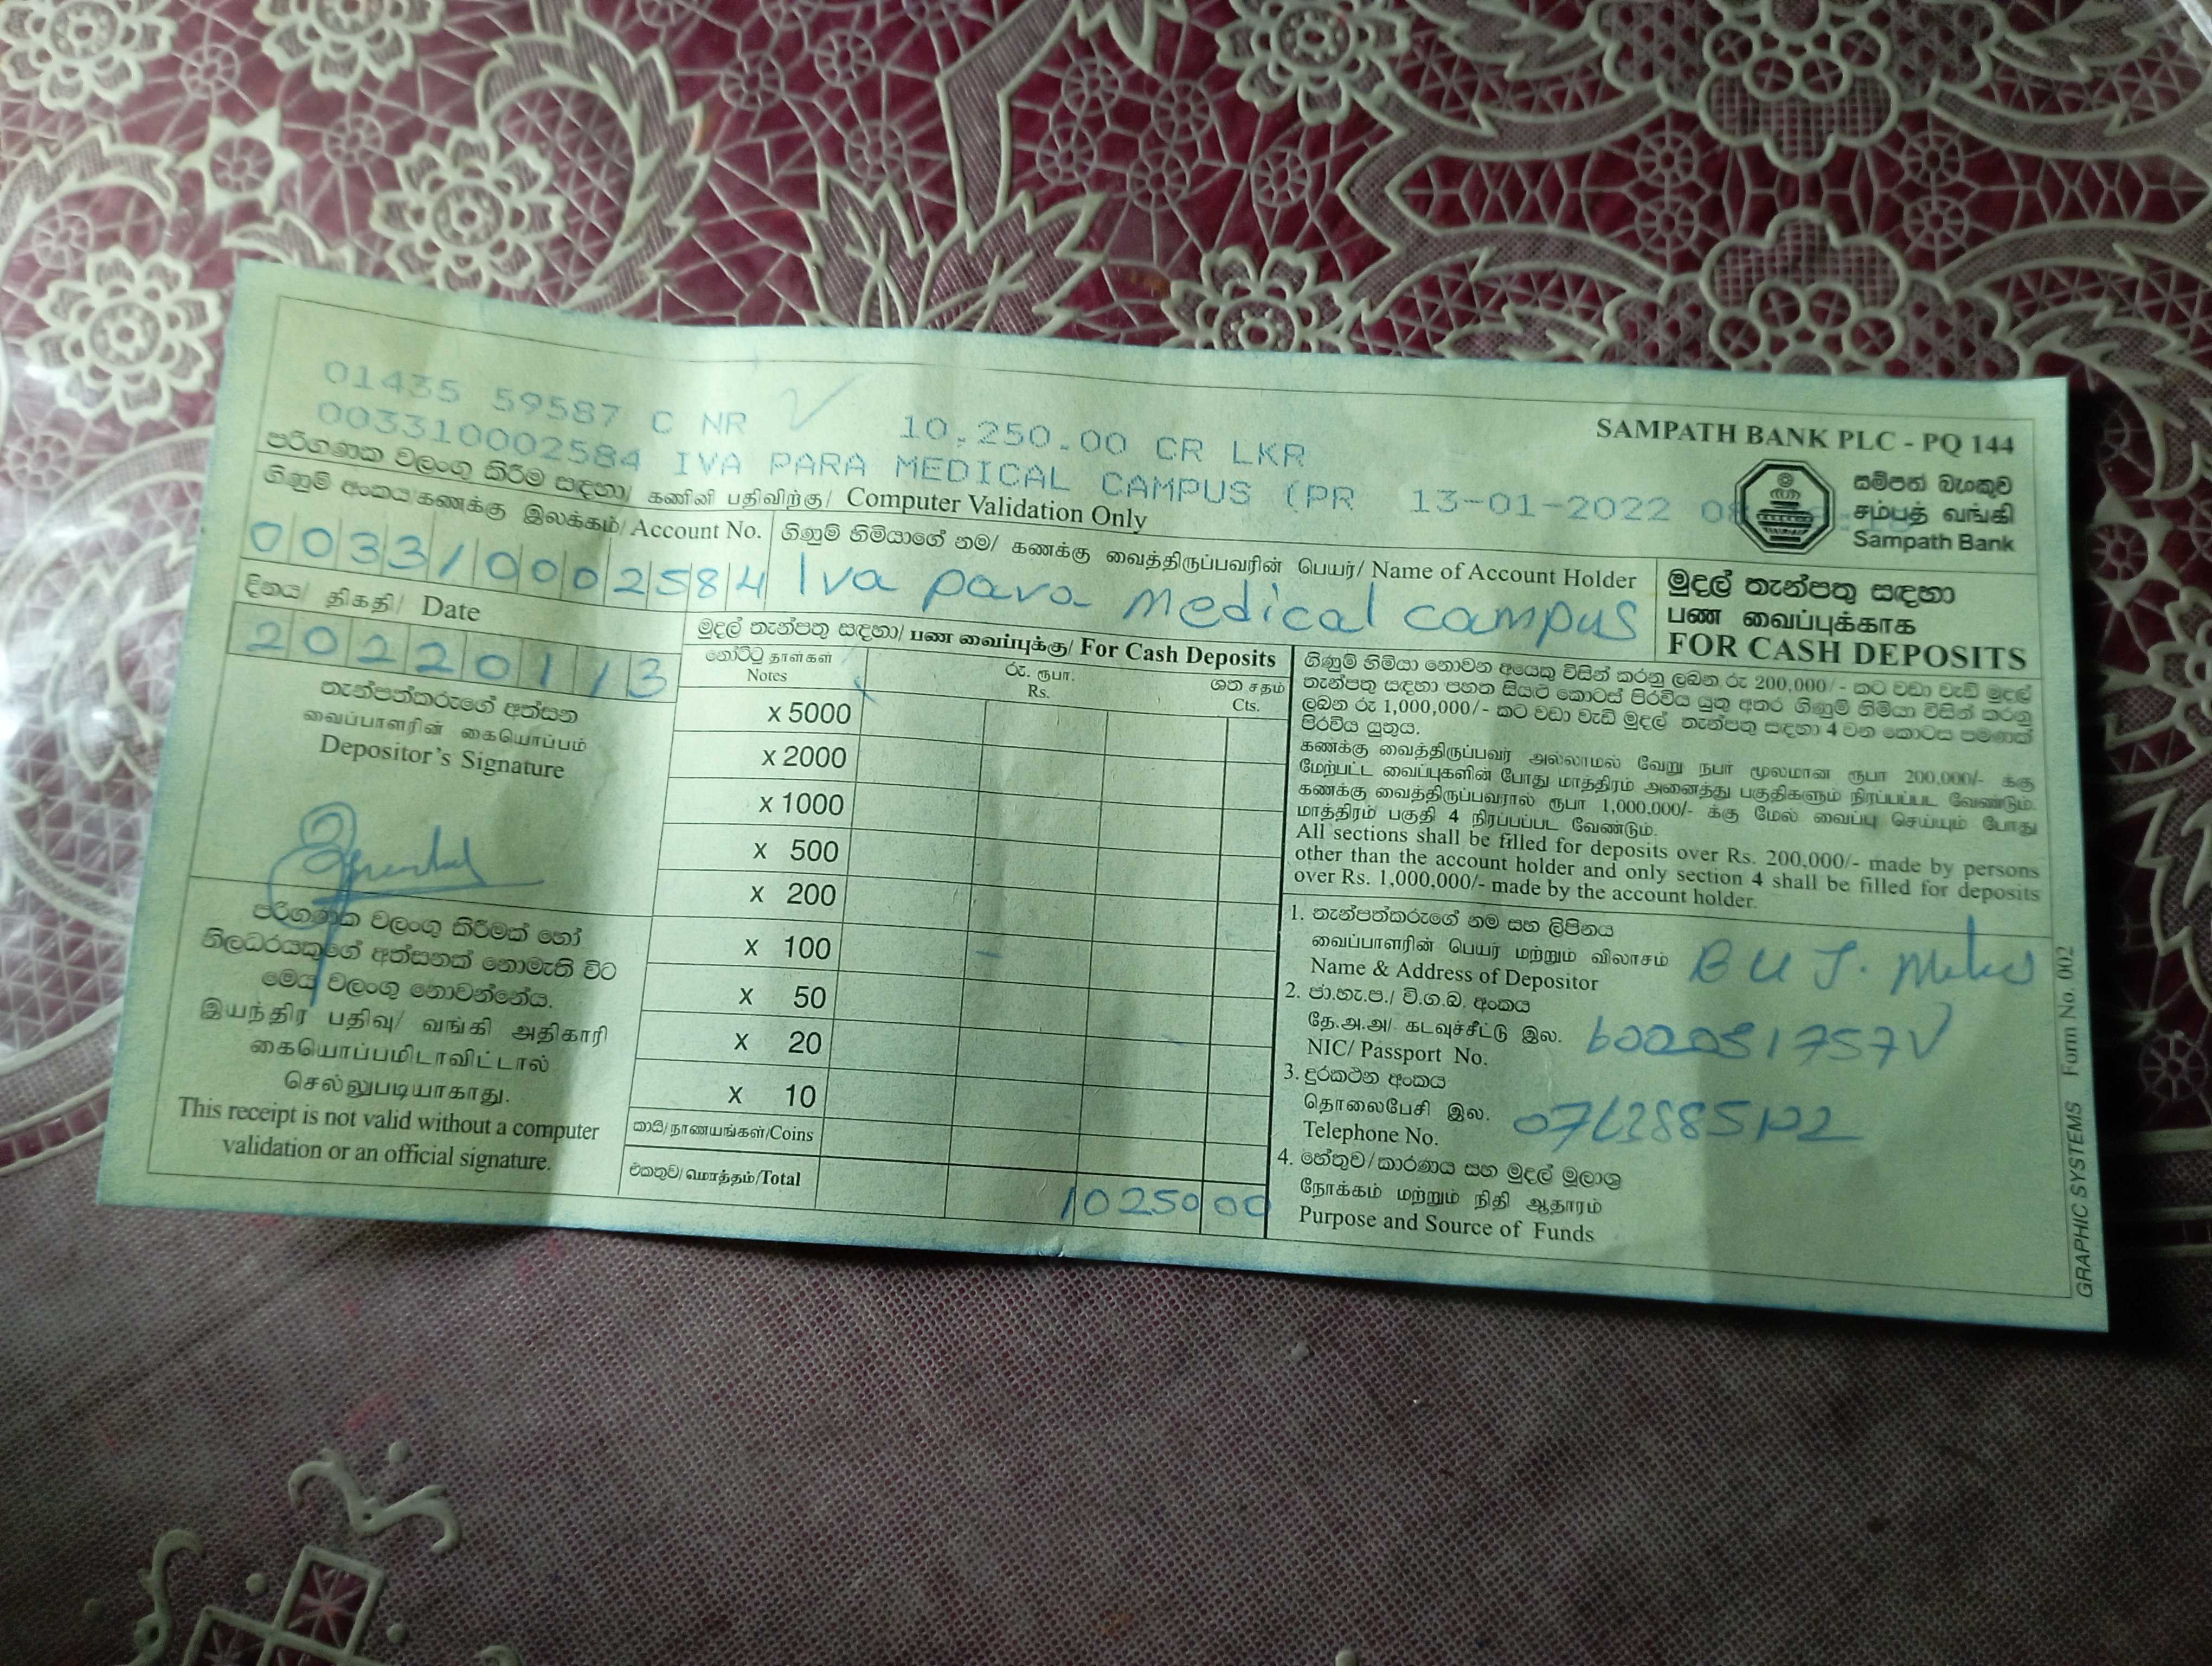 01435 59587 C NR 10,250.00 CR LKR
003310002584 IVA PARA MEDICAL CAMPUS (PR 13-01-2022
SAMPATH BANK PLC - PQ 144
සම්පත් බැංකුව
சம்பத் வங்கி
Sampath Bank
පරිගණක වලංගු කිරීම සඳහා/ கணினி பதிவிற்கு/ Computer Validation Only
ගිණුම් අංකය/கணக்கு இலக்கம்/ Account No.
0033/0002584
ගිණුම් හිමියාගේ නම/ கணக்கு வைத்திருப்பவரின் பெயர்/ Name of Account Holder
Iva para medical campus
මුදල් තැන්පතු සඳහා
பண வைப்புக்காக
FOR CASH DEPOSITS
දිනය/ திகதி/ Date
20220113
තැන්පත්කරුගේ අත්සන
வைப்பாளரின் கையொப்பம்
Depositor's Signature
පරිගණක වලංගු කිරීමක් හෝ
නිලධරයකුගේ අත්සනක් නොමැති විට
මෙය වලංගු නොවන්නේය.
இயந்திர பதிவு/ வங்கி அதிகாரி
கையொப்பமிடாவிட்டால்
செல்லுபடியாகாது.
This receipt is not valid without a computer
validation or an official signature.
මුදල් තැන්පතු සඳහා/ பண வைப்புக்கு/ For Cash Deposits
නෝට්ටු தாள்கள்
Notes
රු. ரூபா.
Rs.
ශත சதம்
Cts.
x 5000
x 2000
x 1000
x 500
x 200
x 100
x 50
x 20
x 10
කාසි/நாணயங்கள்/Coins
එකතුව/மொத்தம்/Total
10250 00
ගිණුම් හිමියා නොවන අයෙකු විසින් කරනු ලබන රු 200,000/- කට වඩා වැඩි මුදල්
තැන්පතු සඳහා පහත සියළු කොටස් පිරවිය යුතු අතර ගිණුම් හිමියා විසින් කරනු
ලබන රු 1,000,000/- කට වඩා වැඩි මුදල් තැන්පතු සඳහා 4 වන කොටස පමණක්
පිරවිය යුතුය.
கணக்கு வைத்திருப்பவர் அல்லாமல் வேறு நபர் மூலமான ரூபா 200,000/- க்கு
மேற்பட்ட வைப்புகளின் போது மாத்திரம் அனைத்து பகுதிகளும் நிரப்பப்பட வேண்டும்.
கணக்கு வைத்திருப்பவரால் ரூபா 1,000,000/- க்கு மேல் வைப்பு செய்யும் போது
மாத்திரம் பகுதி 4 நிரப்பப்பட வேண்டும்.
All sections shall be filled for deposits over Rs. 200,000/- made by persons
other than the account holder and only section 4 shall be filled for deposits
over Rs. 1,000,000/- made by the account holder.
1. තැන්පත්කරුගේ නම සහ ලිපිනය
வைப்பாளரின் பெயர் மற்றும் விலாசம்
Name & Address of Depositor
B U J.
2. ජා.හැ.ප./ වි.ග.බ. අංකය
தே.அ.அ/ கடவுச்சீட்டு இல.
NIC/ Passport No.
3. දුරකථන අංකය
தொலைபேசி இல.
Telephone No.
4. හේතුව/කාරණය සහ මුදල් මූලාශ්‍ර
நோக்கம் மற்றும் நிதி ஆதாரம்
Purpose and Source of Funds
GRAPHIC SYSTEMS Form No. 002